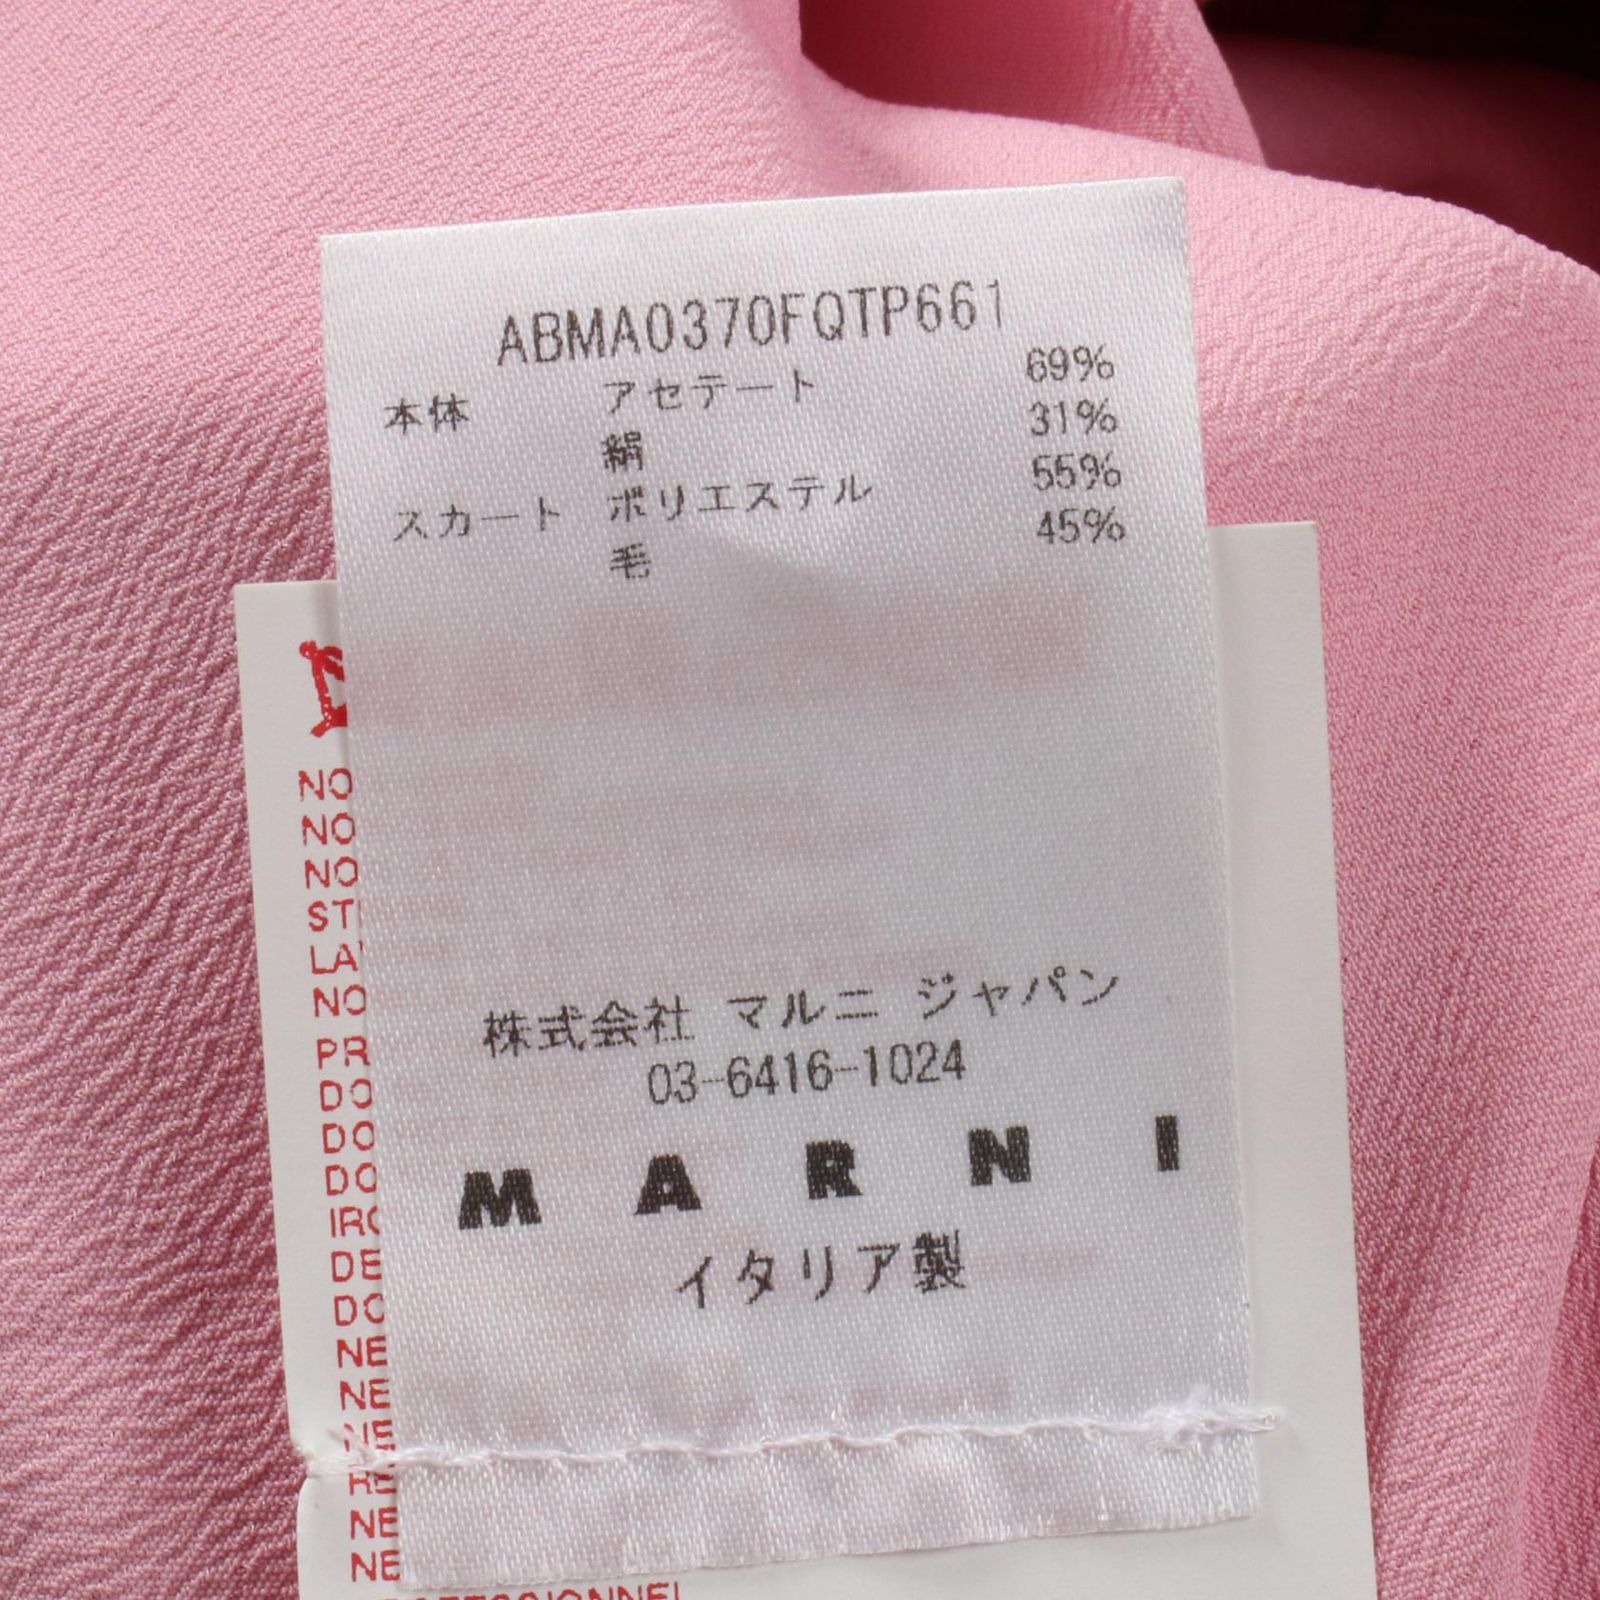 ABMA0370FQTP661
本体 アセテート 69%
絹 31%
スカート ポリエステル 55%
毛 45%
株式会社 マルニ ジャパン
03-6416-1024
MARNI
イタリア製
NO
NO
NO
ST
LA
NO
PR
DO
DO
DO
IRO
DE
DO
NE
NE
NE
RE
NE
NE